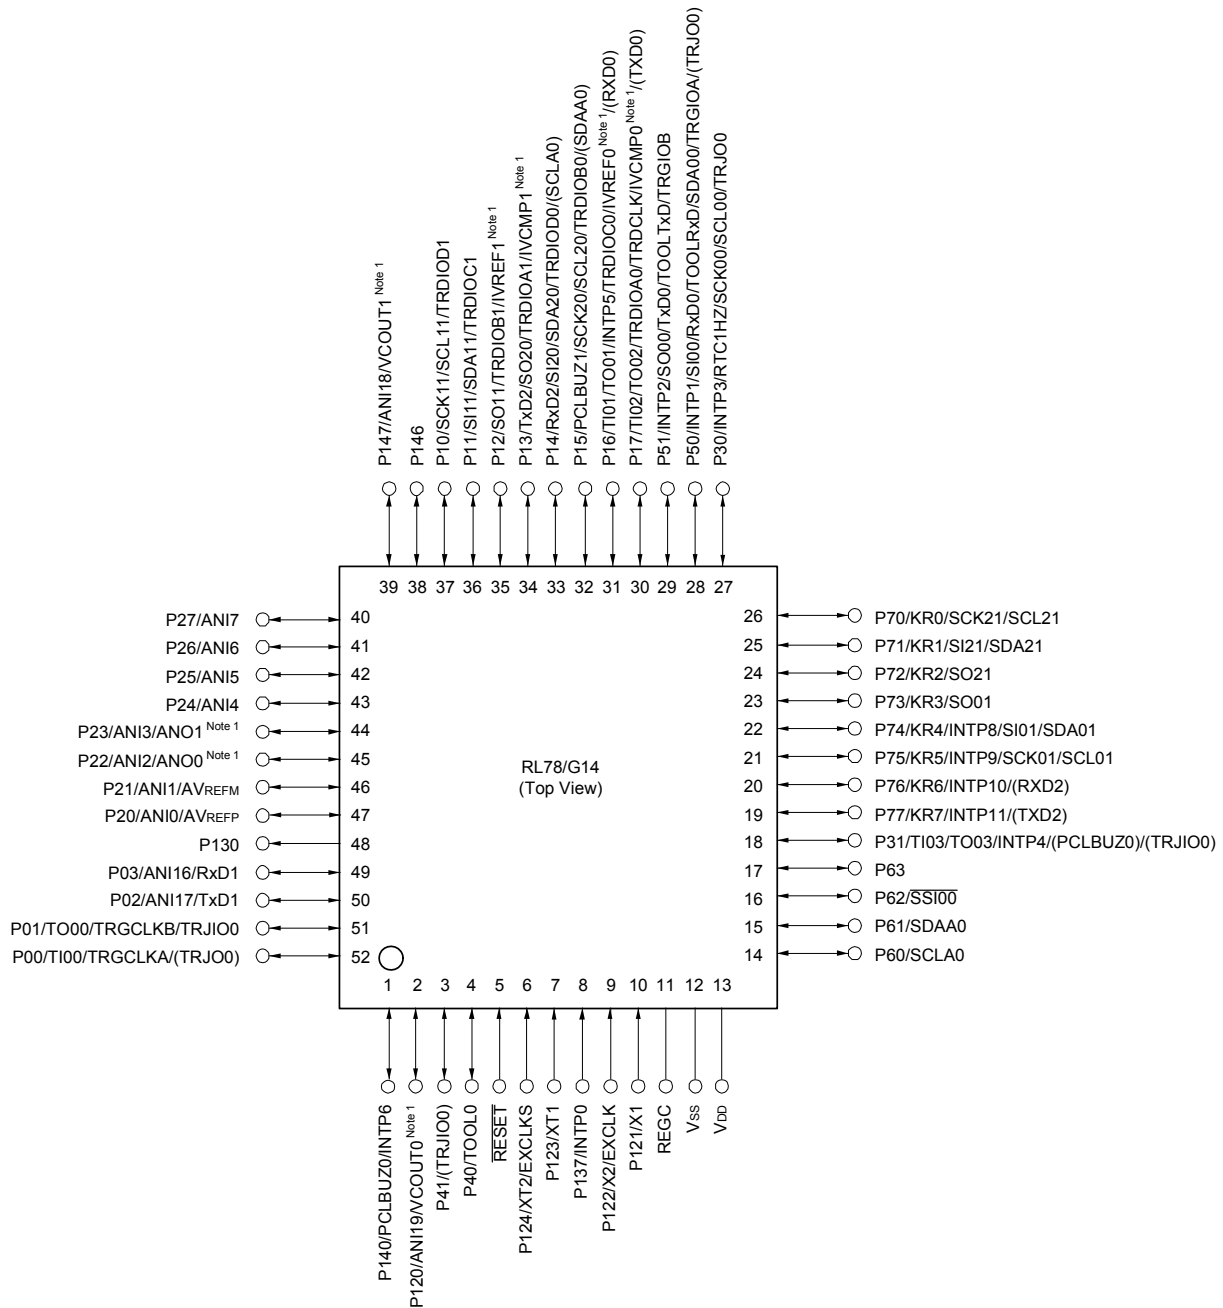 P147/ANI18/VCOUT1 Note 1
P146
P10/SCK11/SCL11/TRDIOD1
P11/SI11/SDA11/TRDIOC1
P12/SO11/TRDIOB1/IVREF1 Note 1
P13/TxD2/SO20/TRDIOA1/IVCMP1 Note 1
P14/RxD2/SI20/SDA20/TRDIOD0/(SCLA0)
P15/PCLBUZ1/SCK20/SCL20/TRDIOB0/(SDAA0)
P16/TI01/TO01/INTP5/TRDIOC0/IVREF0 Note 1/(RXD0)
P17/TI02/TO02/TRDIOA0/TRDCLK/IVCMP0 Note 1/(TXD0)
P51/INTP2/SO00/TxD0/TOOLTxD/TRGIOB
P50/INTP1/SI00/RxD0/TOOLRxD/SDA00/TRGIOA/(TRJO0)
P30/INTP3/RTC1HZ/SCK00/SCL00/TRJO0
39 38 37 36 35 34 33 32 31 30 29 28 27
P27/ANI7 40
P26/ANI6 41
P25/ANI5 42
P24/ANI4 43
P23/ANI3/ANO1 Note 1 44
P22/ANI2/ANO0 Note 1 45
P21/ANI1/AVREFM 46
P20/ANI0/AVREFP 47
P130 48
P03/ANI16/RxD1 49
P02/ANI17/TxD1 50
P01/TO00/TRGCLKB/TRJIO0 51
P00/TI00/TRGCLKA/(TRJO0) 52
RL78/G14
(Top View)
26 P70/KR0/SCK21/SCL21
25 P71/KR1/SI21/SDA21
24 P72/KR2/SO21
23 P73/KR3/SO01
22 P74/KR4/INTP8/SI01/SDA01
21 P75/KR5/INTP9/SCK01/SCL01
20 P76/KR6/INTP10/(RXD2)
19 P77/KR7/INTP11/(TXD2)
18 P31/TI03/TO03/INTP4/(PCLBUZ0)/(TRJIO0)
17 P63
16 P62/SSI00
15 P61/SDAA0
14 P60/SCLA0
1 2 3 4 5 6 7 8 9 10 11 12 13
P140/PCLBUZ0/INTP6
P120/ANI19/VCOUT0 Note 1
P41/(TRJIO0)
P40/TOOL0
RESET
P124/XT2/EXCLKS
P123/XT1
P137/INTP0
P122/X2/EXCLK
P121/X1
REGC
VSS
VDD